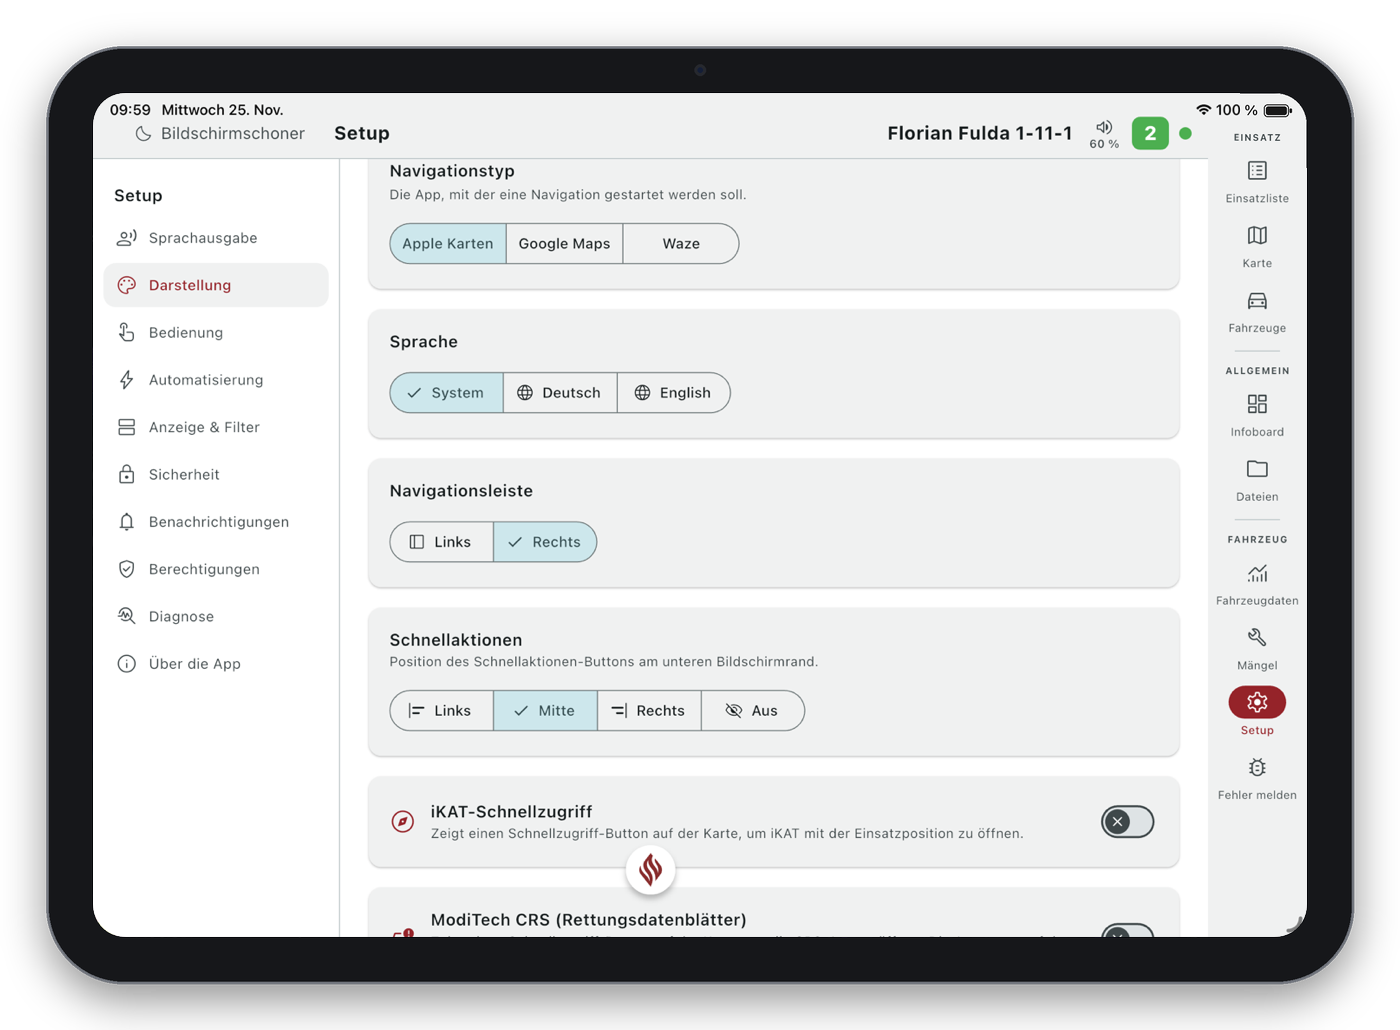 09:59 Mittwoch 25. Nov.
100 %
Bildschirmschoner
Setup
Florian Fulda 1-11-1
60 %
2
Setup
Sprachausgabe
Darstellung
Bedienung
Automatisierung
Anzeige & Filter
Sicherheit
Benachrichtigungen
Berechtigungen
Diagnose
Über die App
Navigationstyp
Die App, mit der eine Navigation gestartet werden soll.
Apple Karten Google Maps Waze
Sprache
System Deutsch English
Navigationsleiste
Links Rechts
Schnellaktionen
Position des Schnellaktionen-Buttons am unteren Bildschirmrand.
Links Mitte Rechts Aus
iKAT-Schnellzugriff
Zeigt einen Schnellzugriff-Button auf der Karte, um iKAT mit der Einsatzposition zu öffnen.
ModiTech CRS (Rettungsdatenblätter)
EINSATZ
Einsatzliste
Karte
Fahrzeuge
ALLGEMEIN
Infoboard
Dateien
FAHRZEUG
Fahrzeugdaten
Mängel
Setup
Fehler melden